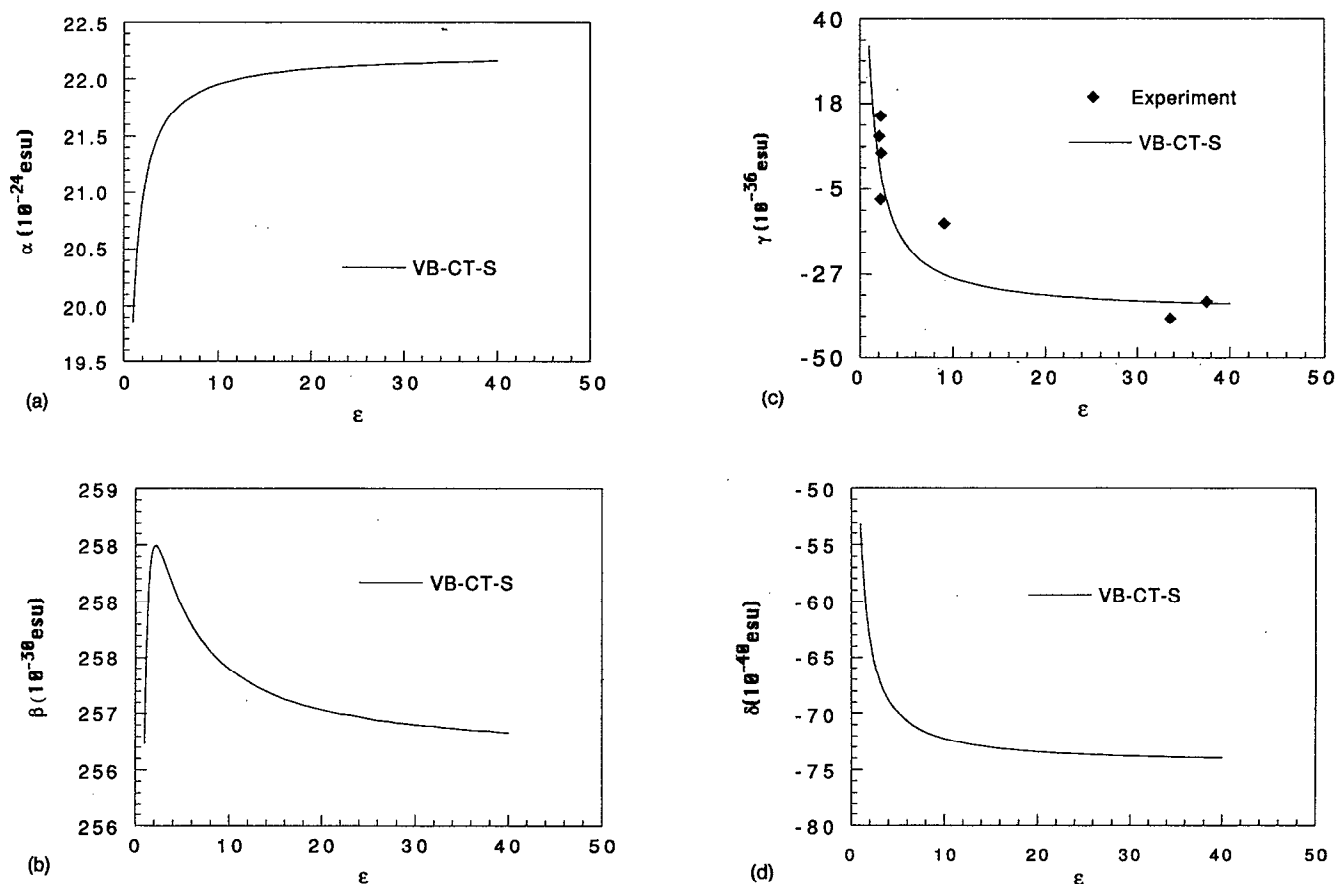 22.5
22.0
21.5
21.0
20.5
20.0
19.5
α (10⁻²⁴esu)
VB-CT-S
0
10
20
30
40
50
ε
(a)
259
258
258
258
257
256
256
β (10⁻³⁰esu)
VB-CT-S
0
10
20
30
40
50
ε
(b)
40
18
-5
-27
-50
γ (10⁻³⁶esu)
Experiment
VB-CT-S
0
10
20
30
40
50
ε
(c)
-50
-55
-60
-65
-70
-75
-80
δ(10⁻⁴⁰esu)
VB-CT-S
0
10
20
30
40
50
ε
(d)